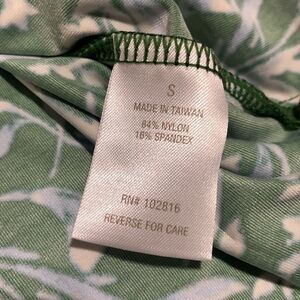 S
MADE IN TAIWAN
84% NYLON
16% SPANDEX
RN# 102816
REVERSE FOR CARE